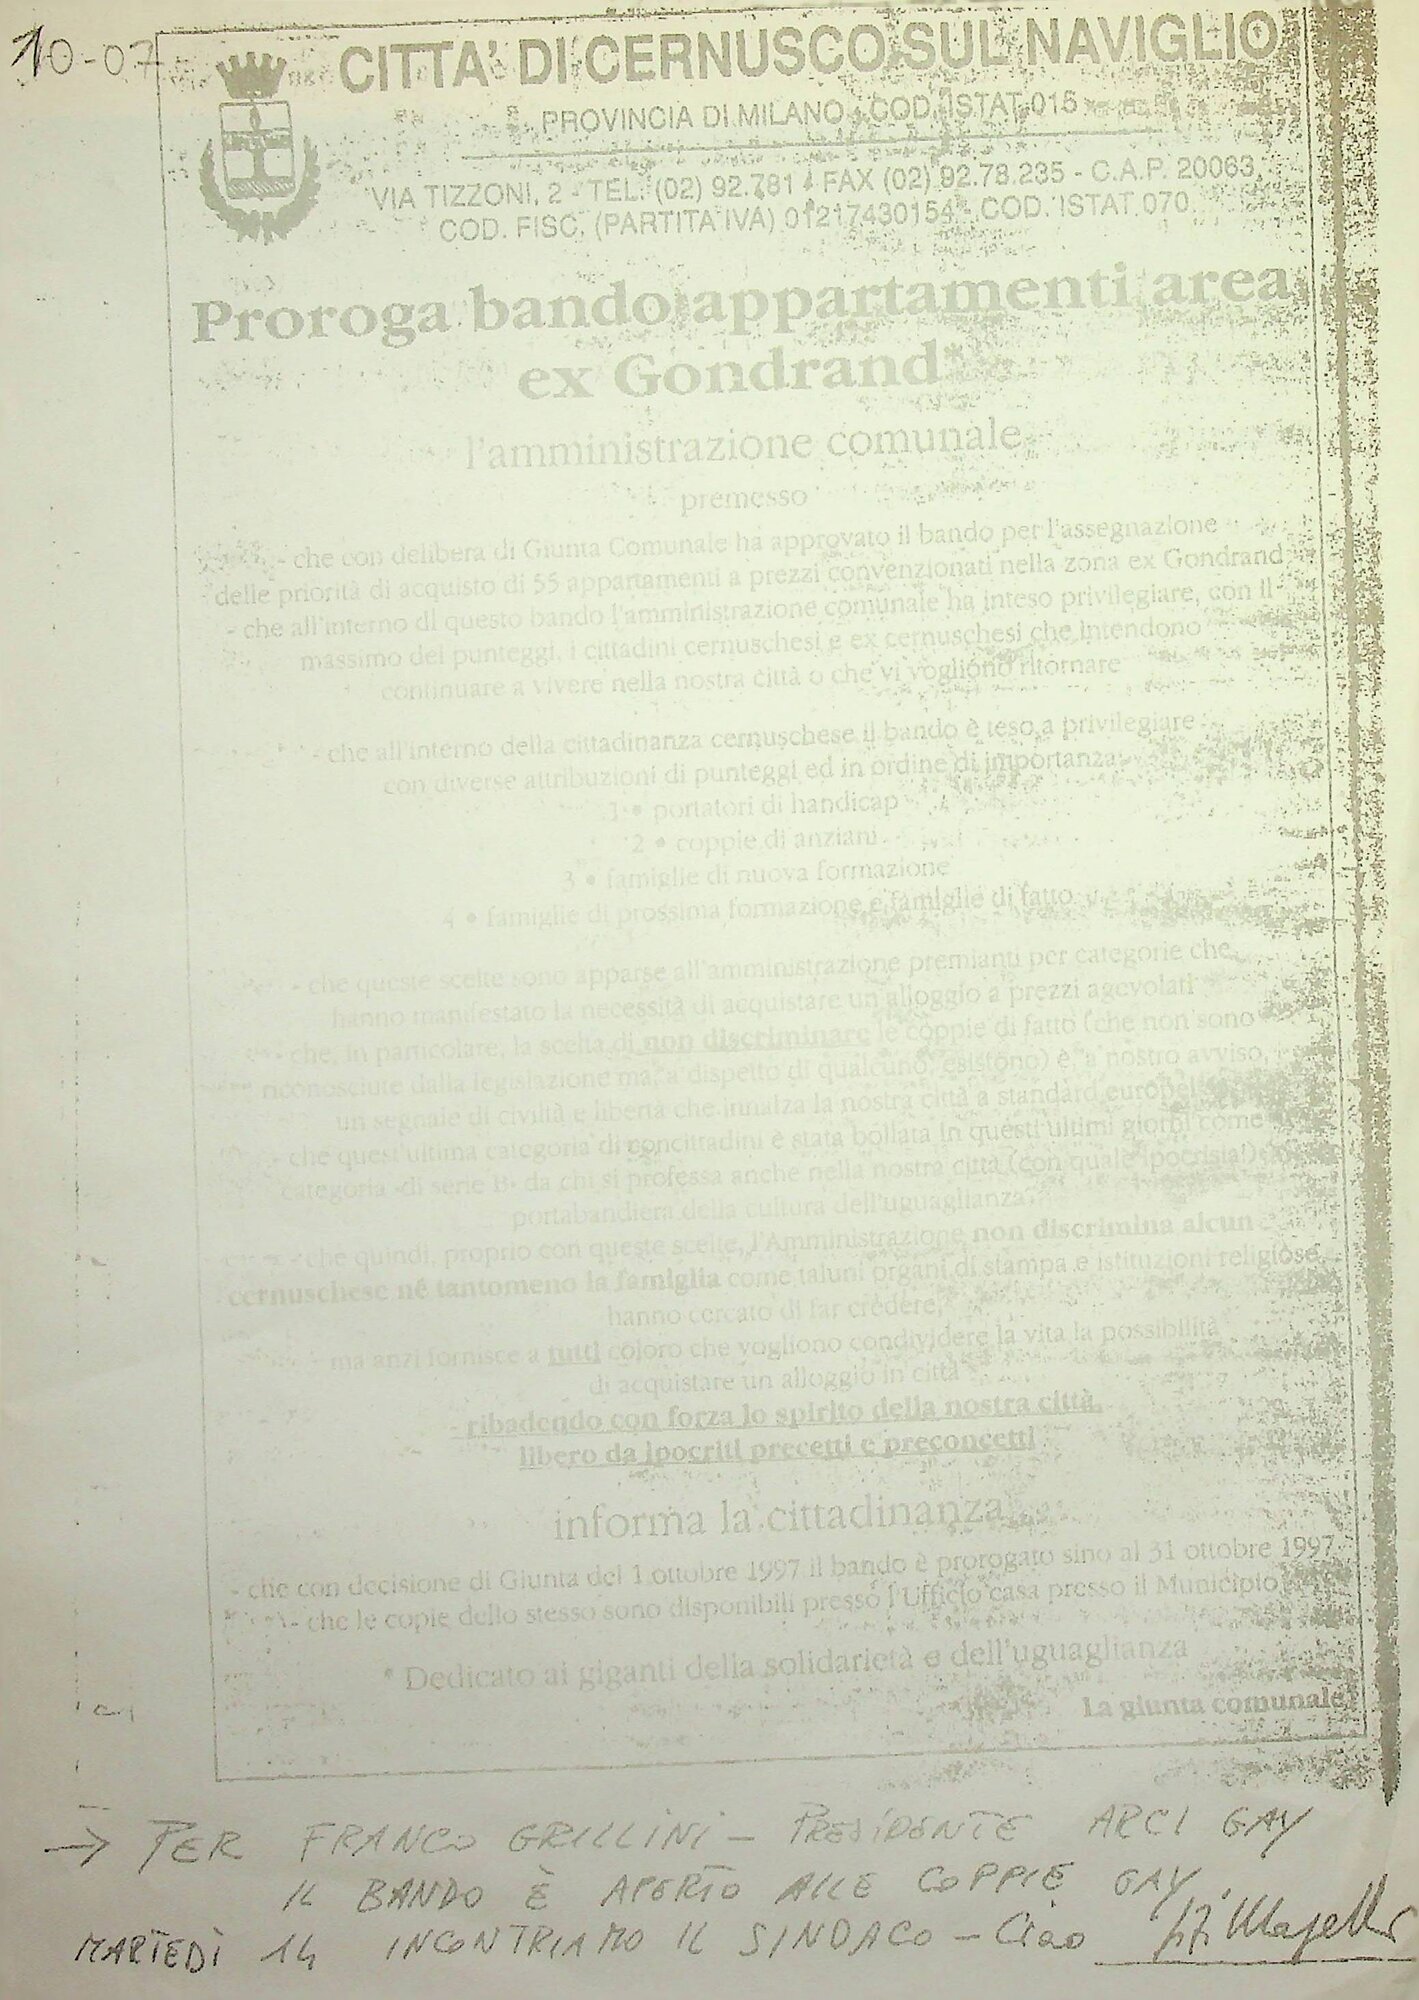 10-07
CITTA' DI CERNUSCO SUL NAVIGLIO
PROVINCIA DI MILANO - COD. ISTAT 015
VIA TIZZONI, 2 - TEL. (02) 92.781 - FAX (02) 92.78.235 - C.A.P. 20063
COD. FISC. (PARTITA IVA) 01217430154 - COD. ISTAT 070
Proroga bando appartamenti area
ex Gondrand*
l'amministrazione comunale
premesso
- che con delibera di Giunta Comunale ha approvato il bando per l'assegnazione
delle priorità di acquisto di 55 appartamenti a prezzi convenzionati nella zona ex Gondrand
- che all'interno di questo bando l'amministrazione comunale ha inteso privilegiare, con il
massimo dei punteggi, i cittadini cernuschesi e ex cernuschesi che intendono
continuare a vivere nella nostra città o che vi vogliono ritornare
- che all'interno della cittadinanza cernuschese il bando è teso a privilegiare
con diverse attribuzioni di punteggi ed in ordine di importanza:
1 • portatori di handicap
2 • coppie di anziani
3 • famiglie di nuova formazione
4 • famiglie di prossima formazione e famiglie di fatto
- che queste scelte sono apparse all'amministrazione premianti per categorie che
hanno manifestato la necessità di acquistare un alloggio a prezzi agevolati
- che, in particolare, la scelta di non discriminare le coppie di fatto (che non sono
riconosciute dalla legislazione ma, a dispetto di qualcuno, esistono) è, a nostro avviso,
un segnale di civiltà e libertà che innalza la nostra città a standard europei
- che quest'ultima categoria di concittadini è stata bollata in questi ultimi giorni come
categoria «di serie B» da chi si professa anche nella nostra città (con quale ipocrisia!)
portabandiera della cultura dell'uguaglianza
- che quindi, proprio con queste scelte, l'Amministrazione non discrimina alcun
cernuschese né tantomeno la famiglia come taluni organi di stampa e istituzioni religiose
hanno cercato di far credere,
- ma anzi fornisce a tutti coloro che vogliono condividere la vita la possibilità
di acquistare un alloggio in città
- ribadendo con forza lo spirito della nostra città,
libero da ipocriti precetti e preconcetti
informa la cittadinanza
- che con decisione di Giunta del 1 ottobre 1997 il bando è prorogato sino al 31 ottobre 1997
- che le copie dello stesso sono disponibili presso l'Ufficio casa presso il Municipio
* Dedicato ai giganti della solidarietà e dell'uguaglianza
La giunta comunale
→ PER FRANCO GRILLINI - PRESIDENTE ARCI GAY
IL BANDO È APERTO ALLE COPPIE GAY.
MARTEDÌ 14 INCONTRIAMO IL SINDACO - Ciao